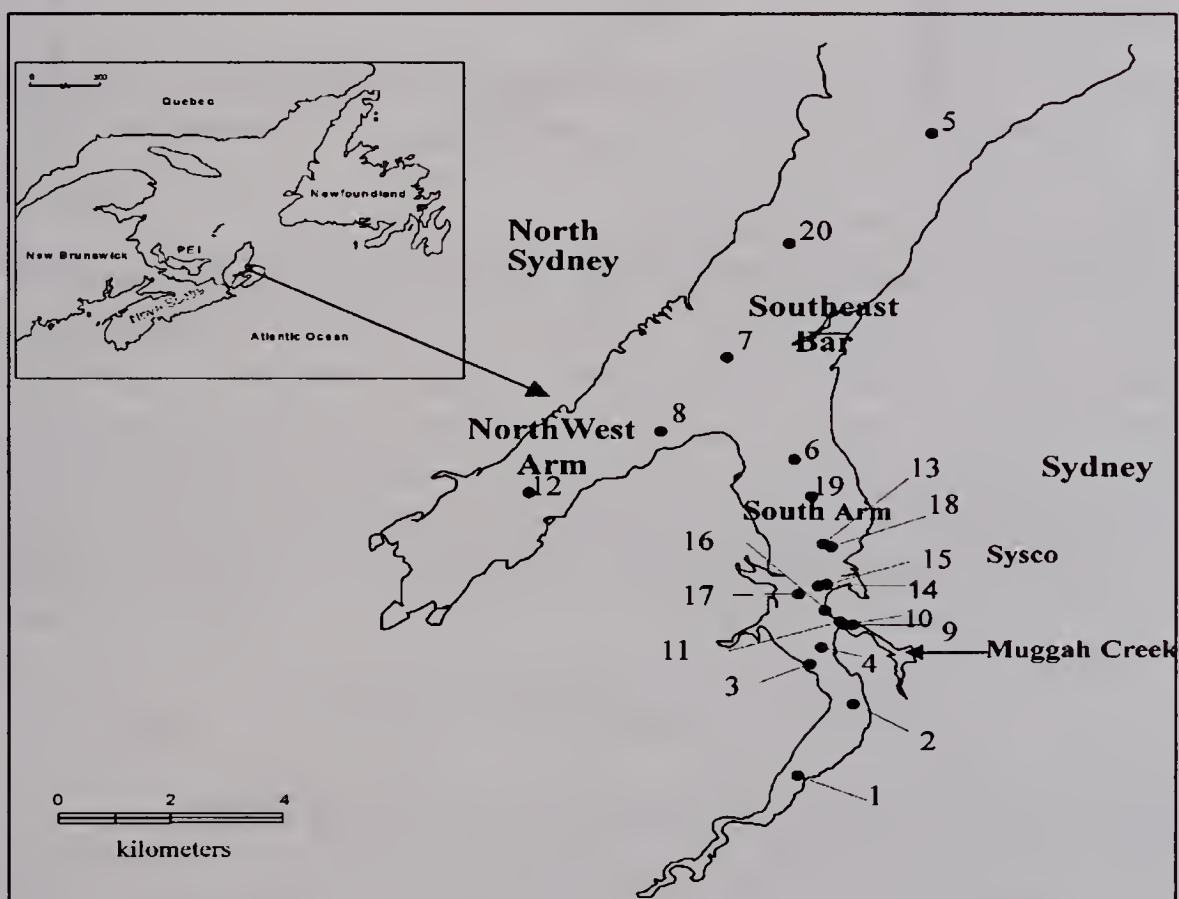 0 200
Quebec
Newfoundland
New Brunswick
PEI
Nova Scotia
Atlantic Ocean
5
North
Sydney
20
Southeast
Bar
7
8
NorthWest
Arm
12
6
13
Sydney
19
18
South Arm
16
15
Sysco
17
14
10
9
11
4
Muggah Creek
3
2
1
0 2 4
kilometers